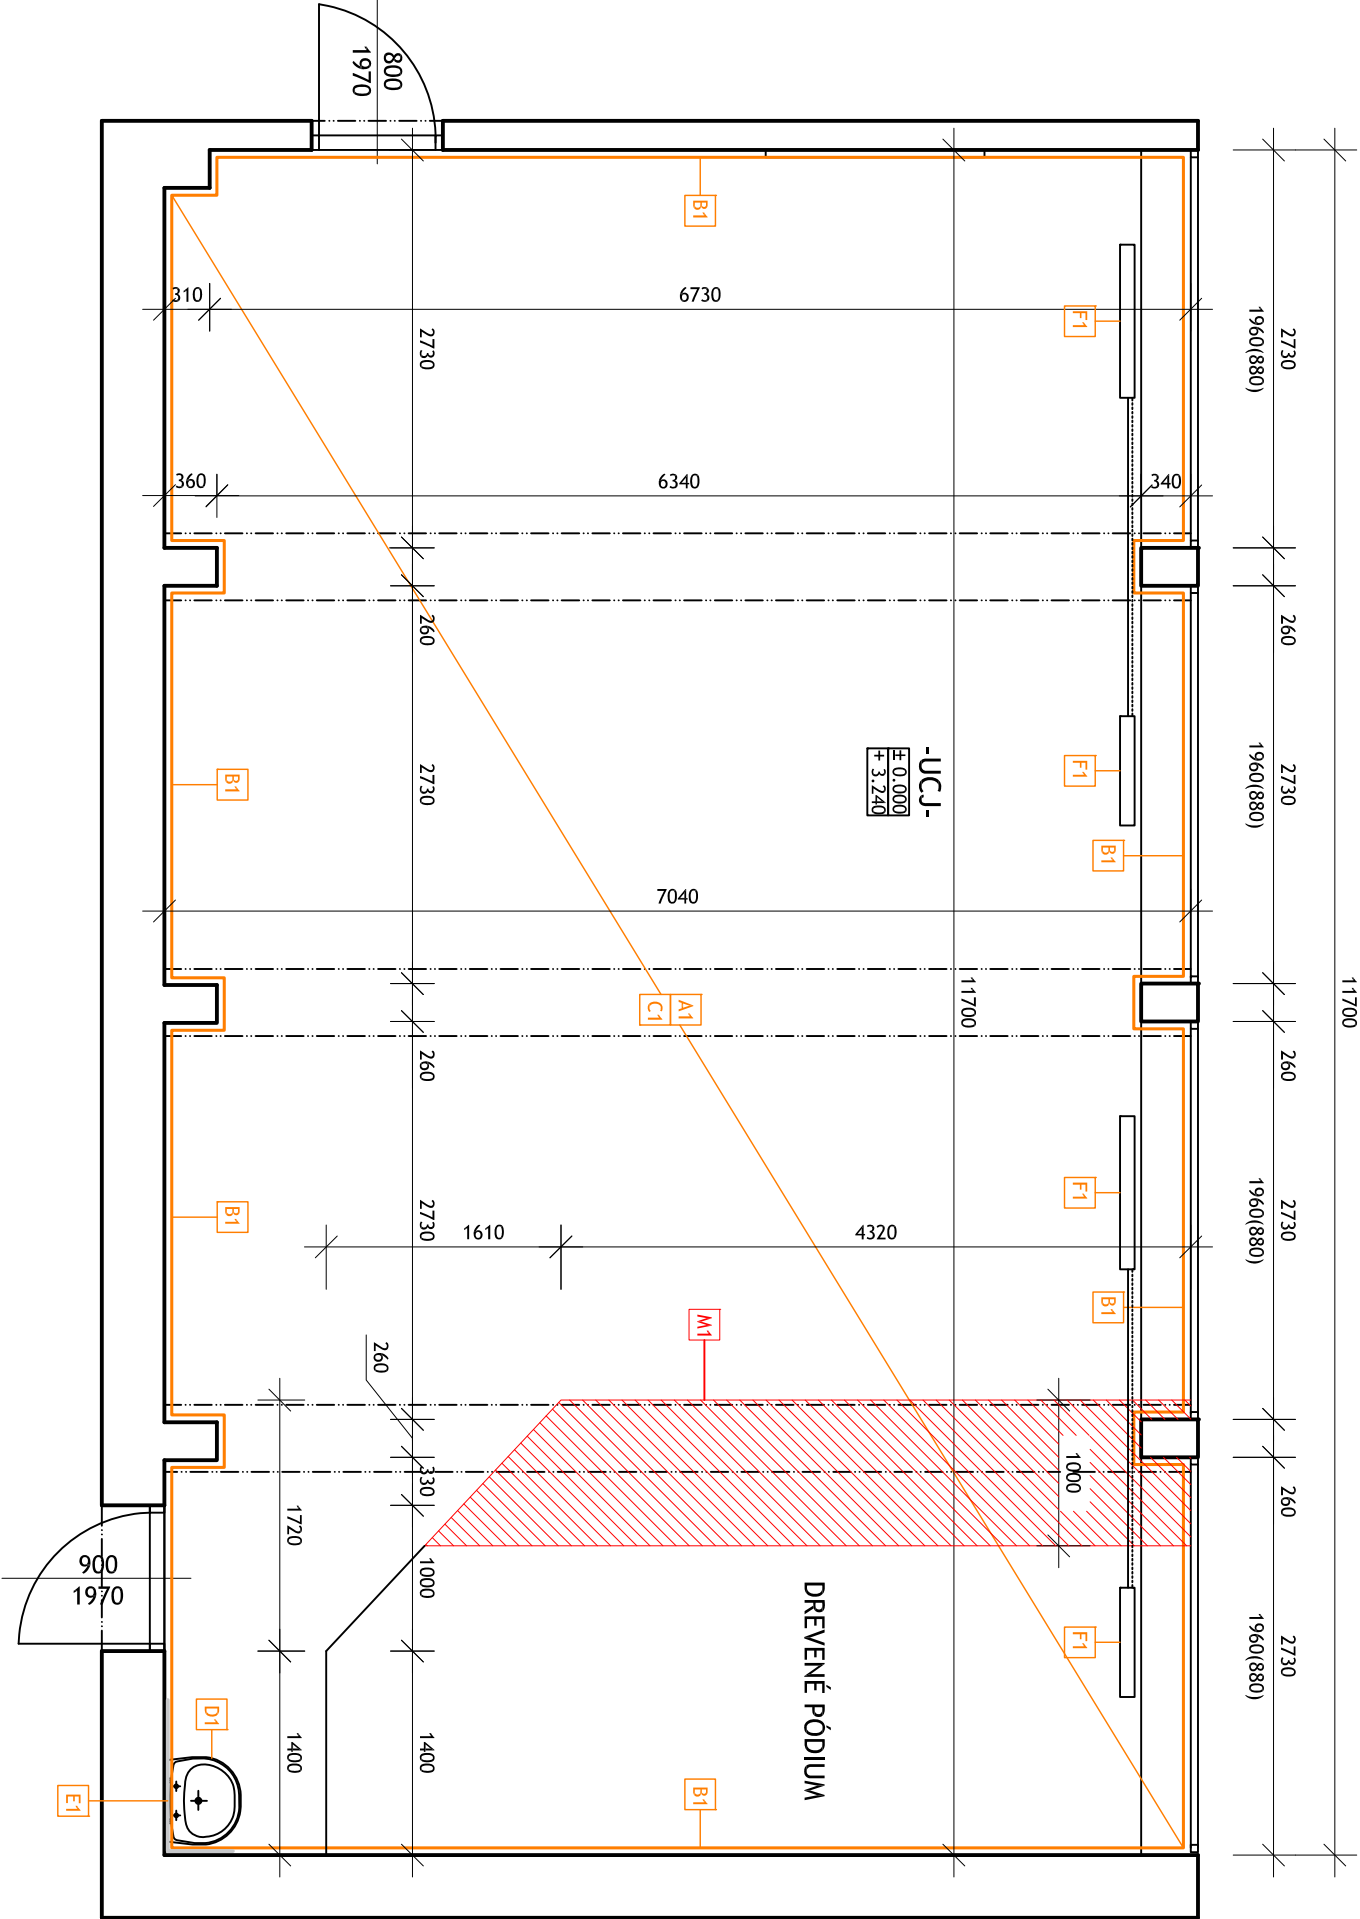 800
1970
B1
310
6730
F1
2730
2730
1960(880)
360
6340
340
260
260
-UCJ-
± 0.000
+ 3.240
B1
2730
F1
B1
2730
1960(880)
7040
11700
11700
C1
A1
260
260
B1
2730
1610
4320
F1
2730
1960(880)
M1
B1
260
330
1000
260
1720
900
1970
1000
DREVENÉ PÓDIUM
F1
2730
1960(880)
D1
1400
1400
E1
B1